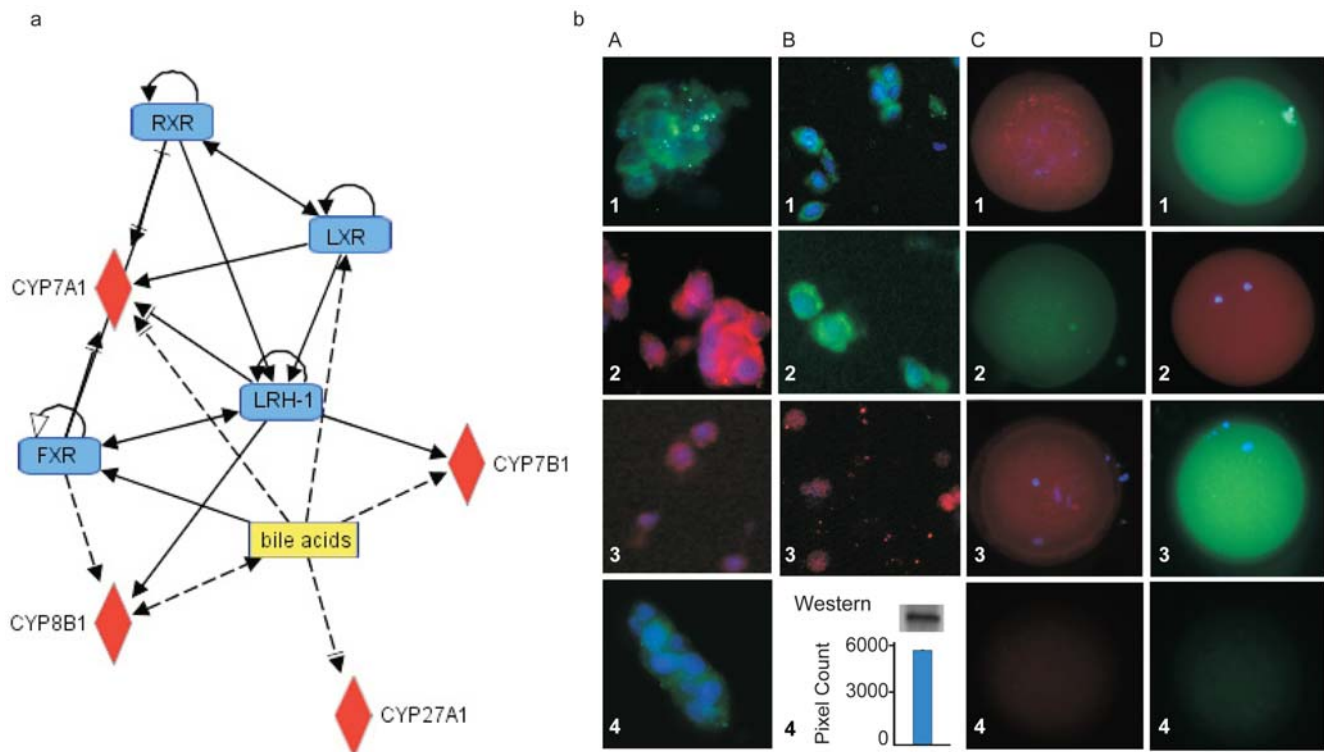 a
RXR
LXR
CYP7A1
LRH-1
FXR
CYP7B1
bile acids
CYP8B1
CYP27A1
b
A B C D
1 1 1 1
2 2 2 2
3 3 3 3
4
Western
6000
3000
0
Pixel Count
4 4 4